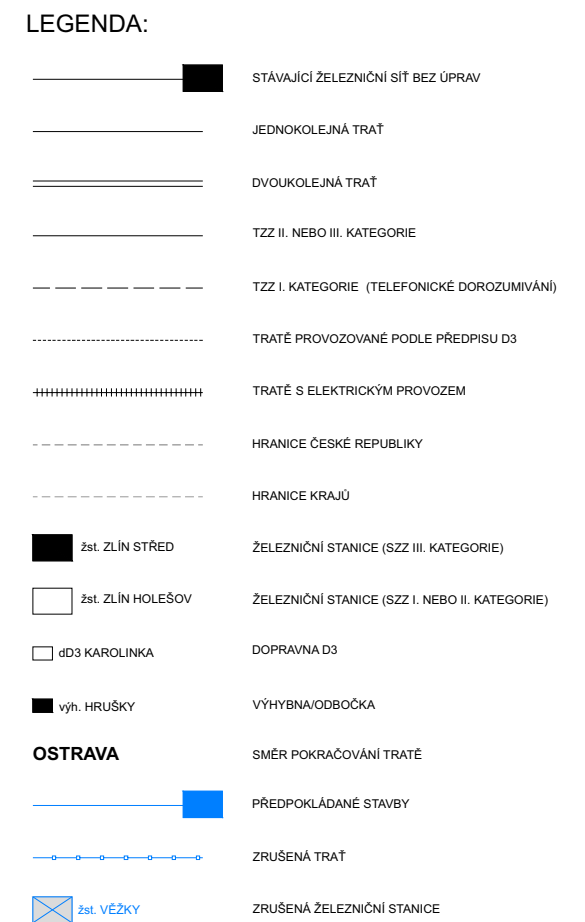 LEGENDA:
STÁVAJÍCÍ ŽELEZNIČNÍ SÍŤ BEZ ÚPRAV
JEDNOKOLEJNÁ TRAŤ
DVOUKOLEJNÁ TRAŤ
TZZ II. NEBO III. KATEGORIE
TZZ I. KATEGORIE (TELEFONICKÉ DOROZUMIVÁNÍ)
TRATĚ PROVOZOVANÉ PODLE PŘEDPISU D3
TRATĚ S ELEKTRICKÝM PROVOZEM
HRANICE ČESKÉ REPUBLIKY
HRANICE KRAJŮ
žst. ZLÍN STŘED ŽELEZNIČNÍ STANICE (SZZ III. KATEGORIE)
žst. ZLÍN HOLEŠOV ŽELEZNIČNÍ STANICE (SZZ I. NEBO II. KATEGORIE)
dD3 KAROLINKA DOPRAVNA D3
výh. HRUŠKY VÝHYBNA/ODBOČKA
OSTRAVA SMĚR POKRAČOVÁNÍ TRATĚ
PŘEDPOKLÁDANÉ STAVBY
ZRUŠENÁ TRAŤ
žst. VĚŽKY ZRUŠENÁ ŽELEZNIČNÍ STANICE